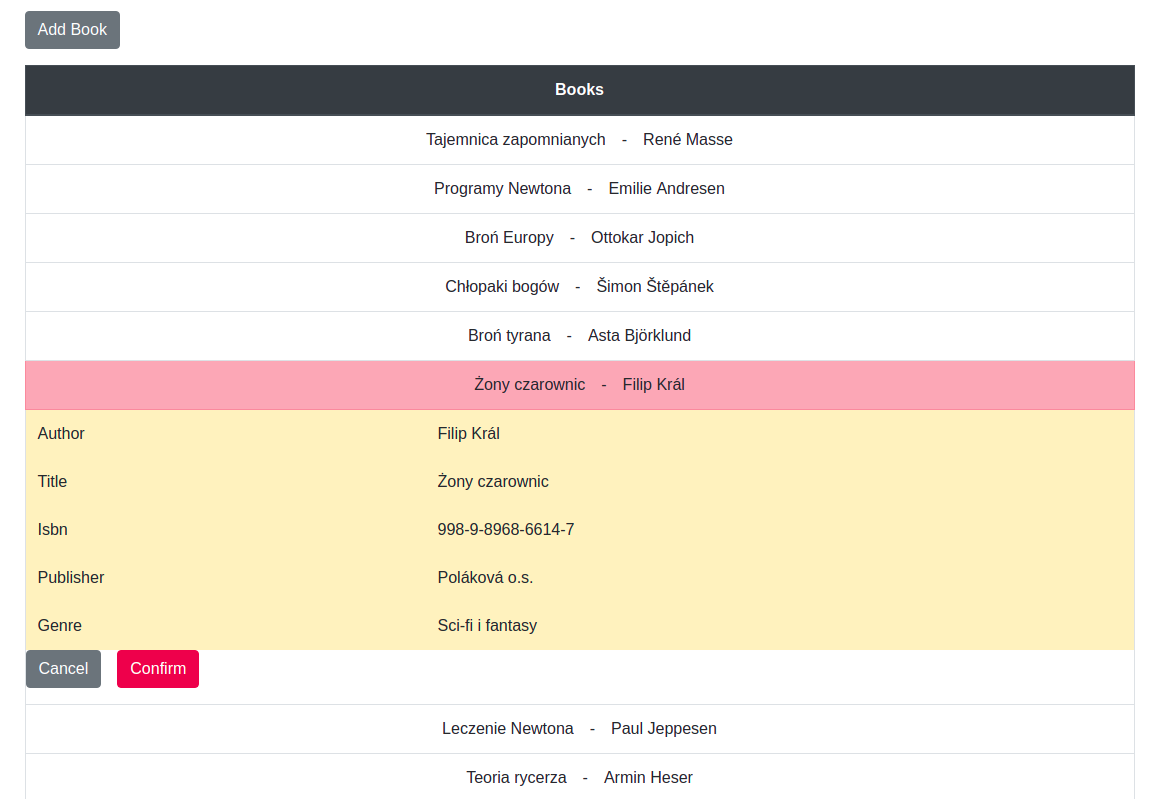 Add Book
Books
Tajemnica zapomnianych - René Masse
Programy Newtona - Emilie Andresen
Broń Europy - Ottokar Jopich
Chłopaki bogów - Šimon Štěpánek
Broń tyrana - Asta Björklund
Żony czarownic - Filip Král
Author Filip Král
Title Żony czarownic
Isbn 998-9-8968-6614-7
Publisher Poláková o.s.
Genre Sci-fi i fantasy
Cancel Confirm
Leczenie Newtona - Paul Jeppesen
Teoria rycerza - Armin Heser